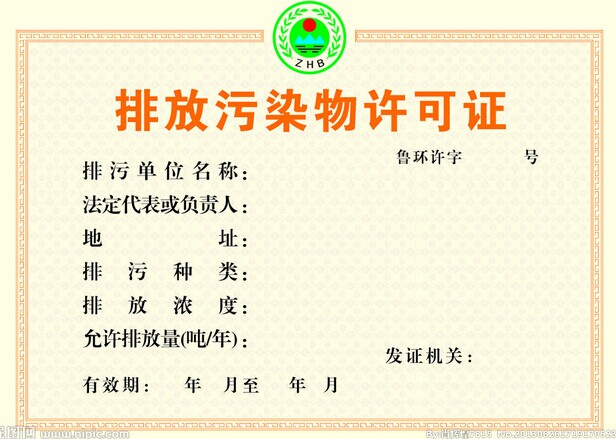 ZHB
排放污染物许可证
鲁环许字 号
排污单位名称：
法定代表或负责人：
地 址：
排 污 种 类：
排 放 浓 度：
允许排放量(吨/年)：
发证机关：
有效期： 年 月至 年 月
www.nipic.com